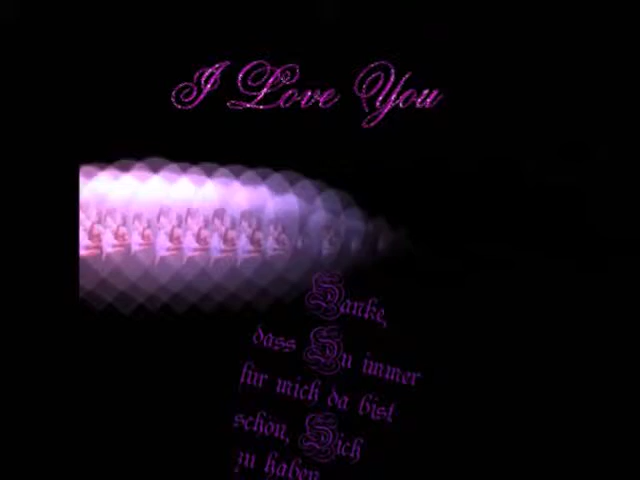 I Love You
Danke,
dass Du immer
für mich da bist
schön, Dich
zu haben